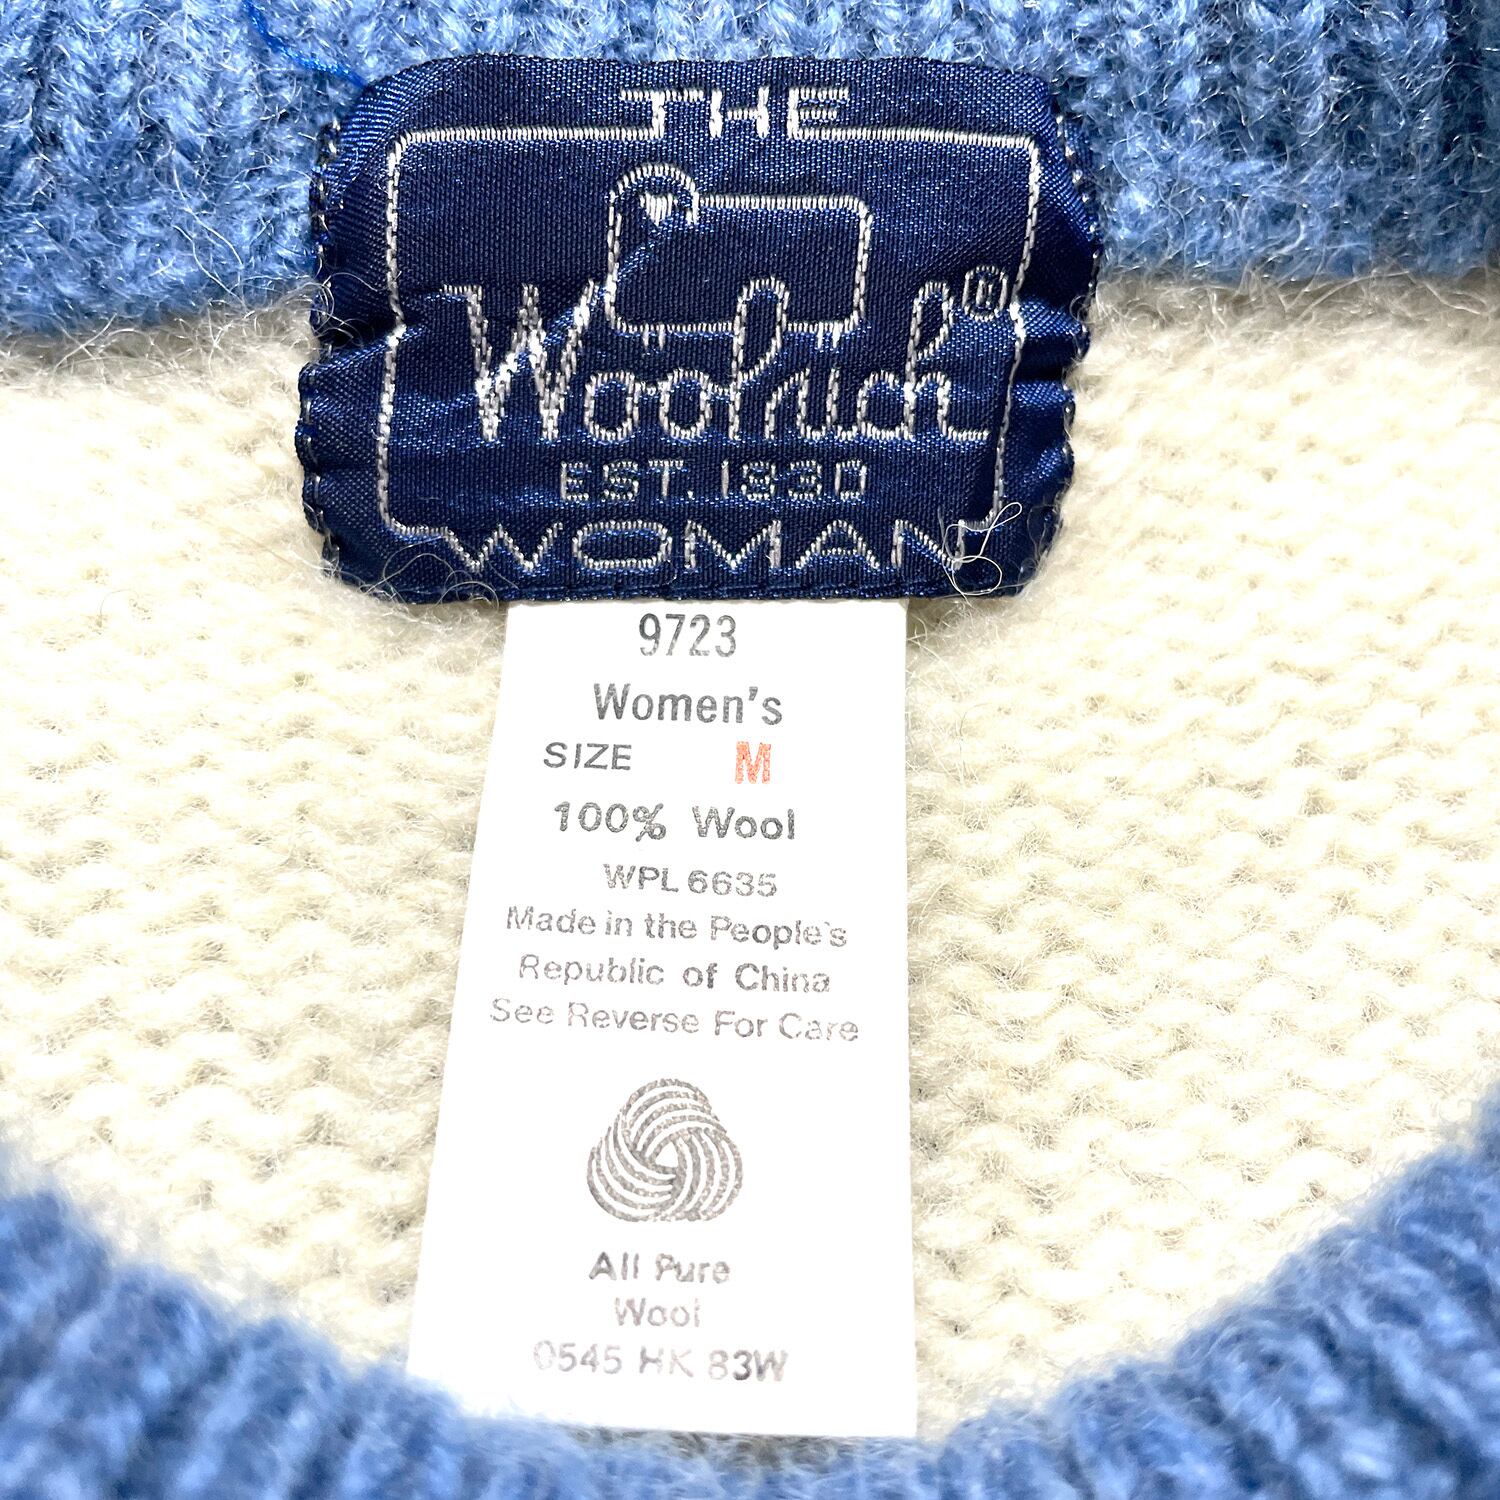 THE
Woolrich®
EST. 1830
WOMAN
9723
Women's
SIZE M
100% Wool
WPL 6635
Made in the People's
Republic of China
See Reverse For Care
All Pure
Wool
0545 HK 83W